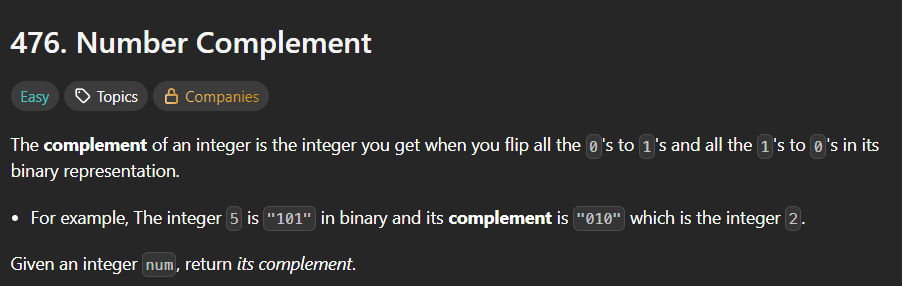 476. Number Complement
Easy Topics Companies
The complement of an integer is the integer you get when you flip all the 0's to 1's and all the 1's to 0's in its
binary representation.
• For example, The integer 5 is "101" in binary and its complement is "010" which is the integer 2.
Given an integer num, return its complement.